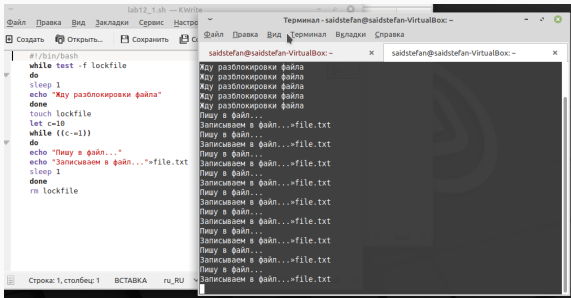 lab12_1.sh — KWrite
Файл Правка Вид Закладки Сервис Настро
Создать Открыть... Сохранить
#!/bin/bash
while test -f lockfile
do
sleep 1
echo "Жду разблокировки файла"
done
touch lockfile
let c=10
while ((c-=1))
do
echo "Пишу в файл..."
echo "Записываем в файл..."»file.txt
sleep 1
done
rm lockfile
Строка: 1, столбец: 1 ВСТАВКА ru_RU
Терминал - saidstefan@saidstefan-VirtualBox: ~
Файл Правка Вид Терминал Вкладки Справка
saidstefan@saidstefan-VirtualBox: ~ × saidstefan@saidstefan-VirtualBox: ~ ×
Жду разблокировки файла
Жду разблокировки файла
Жду разблокировки файла
Жду разблокировки файла
Жду разблокировки файла
Пишу в файл...
Записываем в файл...»file.txt
Пишу в файл...
Записываем в файл...»file.txt
Пишу в файл...
Записываем в файл...»file.txt
Пишу в файл...
Записываем в файл...»file.txt
Пишу в файл...
Записываем в файл...»file.txt
Пишу в файл...
Записываем в файл...»file.txt
Пишу в файл...
Записываем в файл...»file.txt
Пишу в файл...
Записываем в файл...»file.txt
Пишу в файл...
Записываем в файл...»file.txt